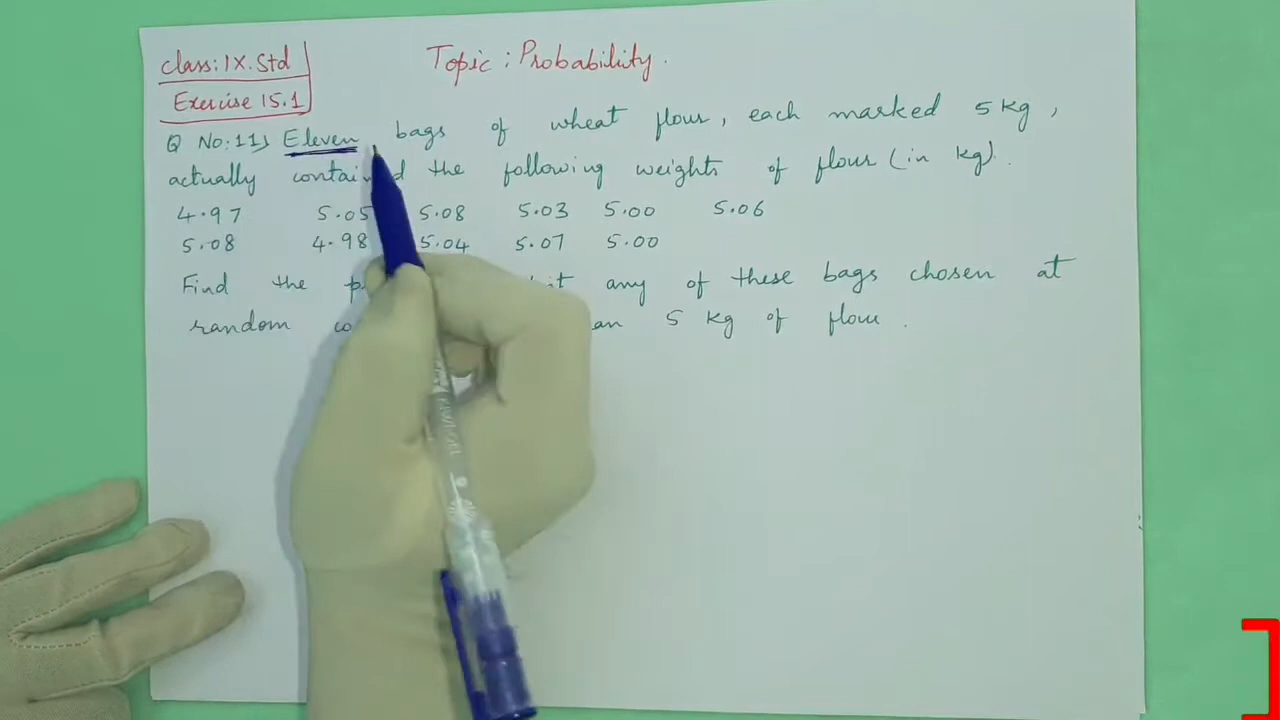 class: IX. Std
Topic : Probability.
Exercise 15.1
Q No: 11) Eleven bags of wheat flour, each marked 5 kg,
actually contained the following weights of flour (in kg).
4.97 5.05 5.08 5.03 5.00 5.06
5.08 4.98 5.04 5.07 5.00
Find the any of these bags chosen at
random 5 kg of flour.